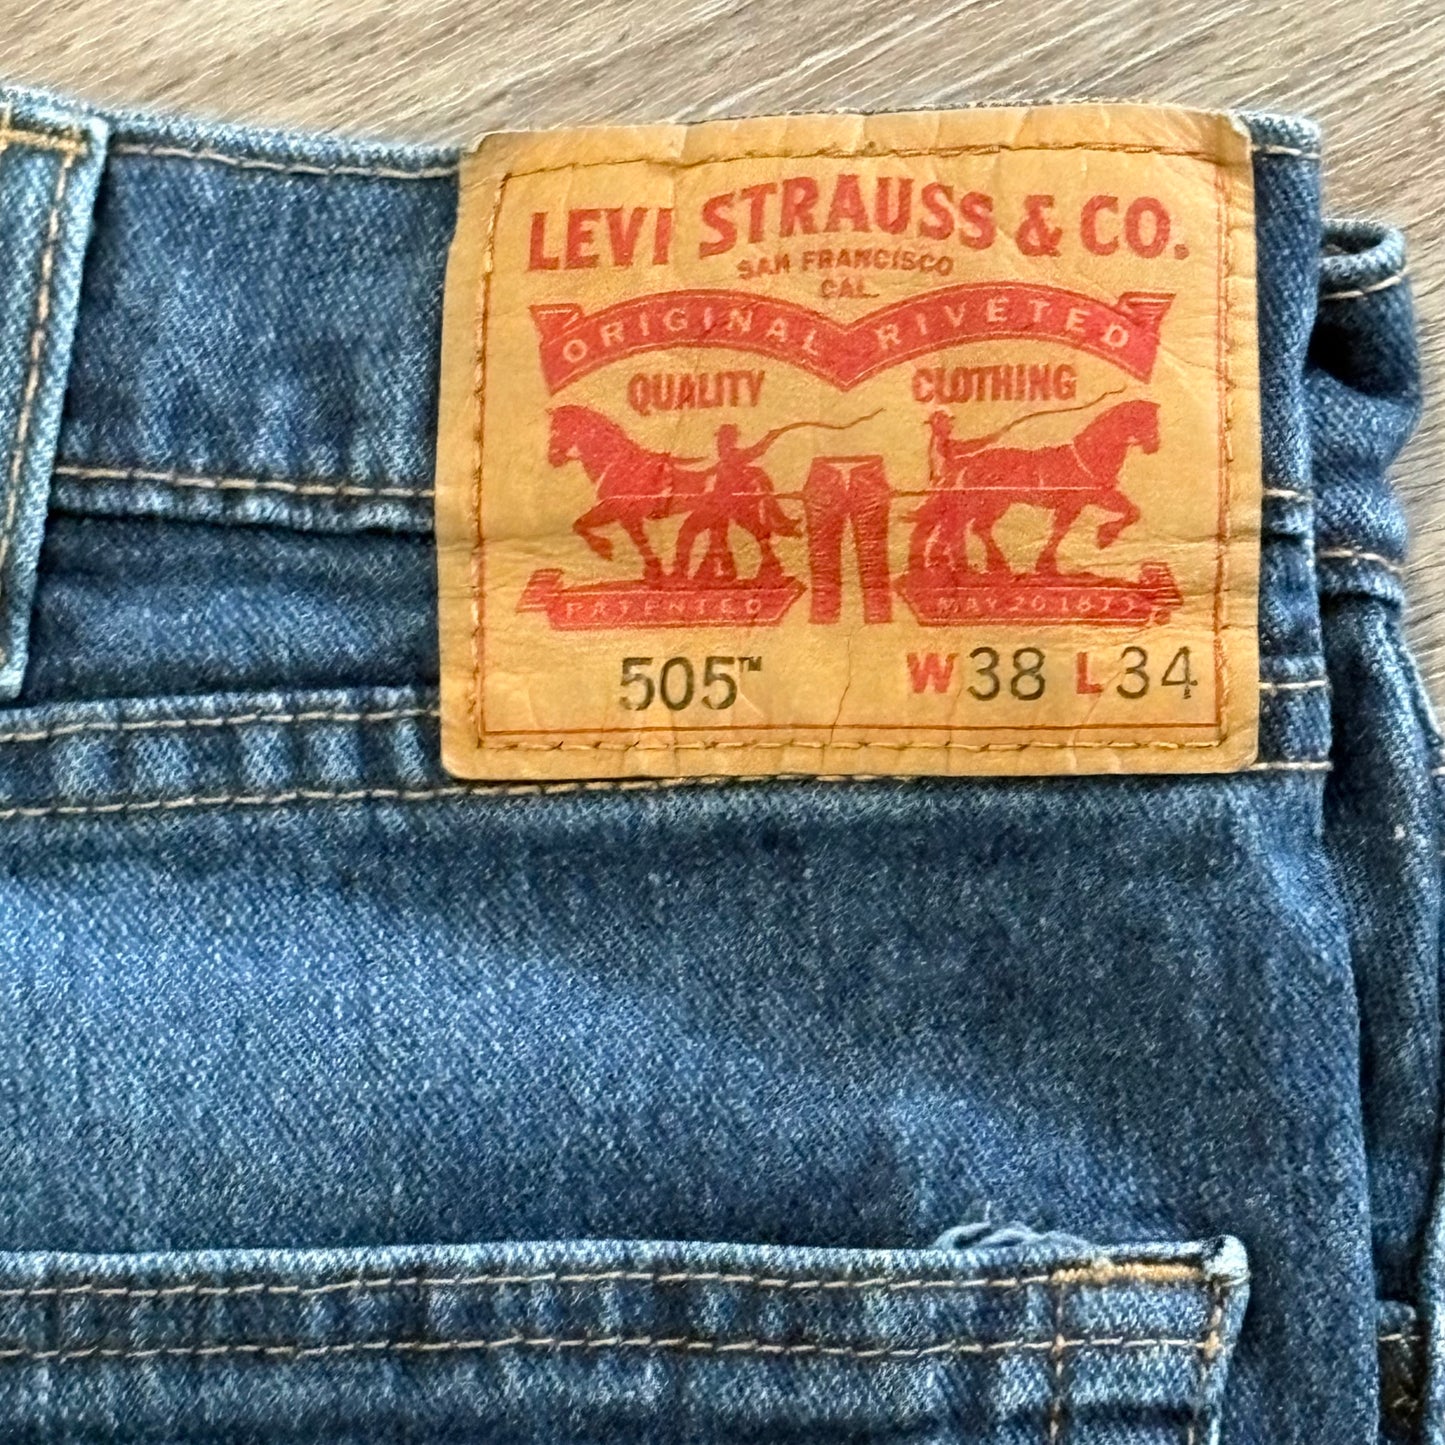 LEVI STRAUSS & CO.
SAN FRANCISCO
CAL.
ORIGINAL RIVETED
QUALITY CLOTHING
PATENTED MAY 20 1873
505™ W38 L34